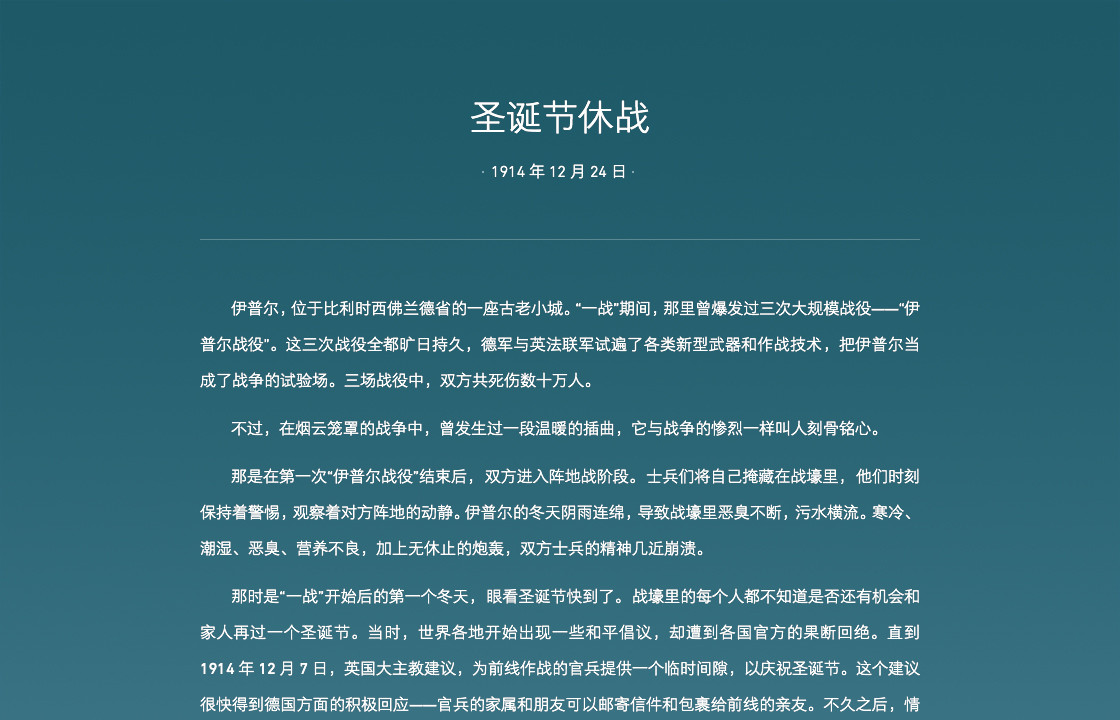 圣诞节休战
· 1914 年 12 月 24 日 ·
伊普尔，位于比利时西佛兰德省的一座古老小城。“一战”期间，那里曾爆发过三次大规模战役——“伊
普尔战役”。这三次战役全都旷日持久，德军与英法联军试遍了各类新型武器和作战技术，把伊普尔当
成了战争的试验场。三场战役中，双方共死伤数十万人。
不过，在烟云笼罩的战争中，曾发生过一段温暖的插曲，它与战争的惨烈一样叫人刻骨铭心。
那是在第一次“伊普尔战役”结束后，双方进入阵地战阶段。士兵们将自己掩藏在战壕里，他们时刻
保持着警惕，观察着对方阵地的动静。伊普尔的冬天阴雨连绵，导致战壕里恶臭不断，污水横流。寒冷、
潮湿、恶臭、营养不良，加上无休止的炮轰，双方士兵的精神几近崩溃。
那时是“一战”开始后的第一个冬天，眼看圣诞节快到了。战壕里的每个人都不知道是否还有机会和
家人再过一个圣诞节。当时，世界各地开始出现一些和平倡议，却遭到各国官方的果断回绝。直到
1914 年 12 月 7 日，英国大主教建议，为前线作战的官兵提供一个临时间隙，以庆祝圣诞节。这个建议
很快得到德国方面的积极回应——官兵的家属和朋友可以邮寄信件和包裹给前线的亲友。不久之后，情